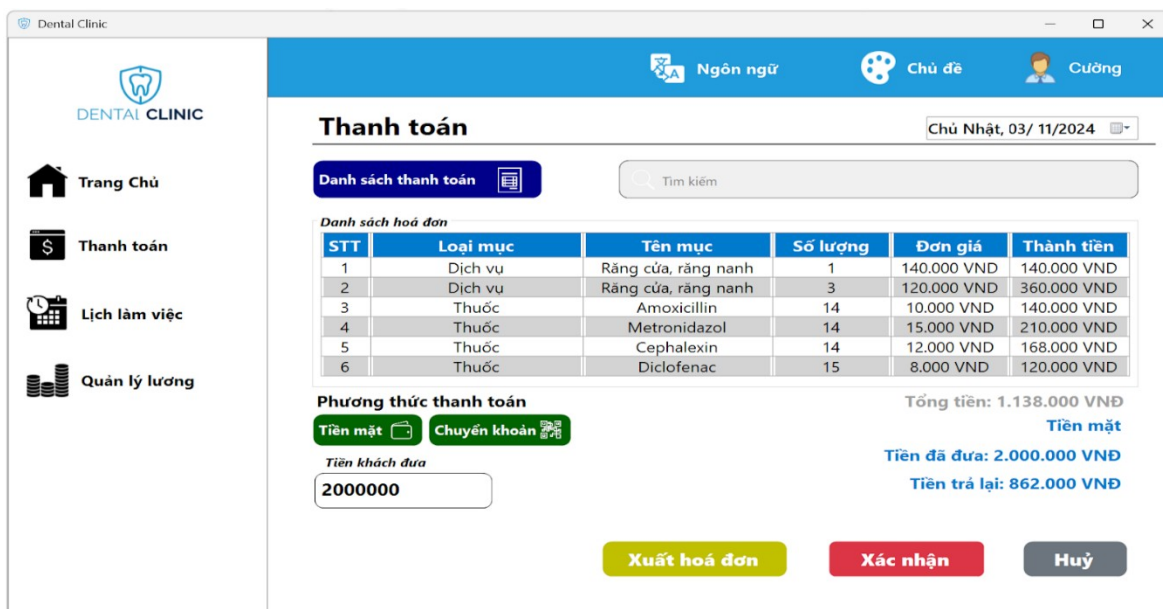 Dental Clinic
DENTAL CLINIC
Ngôn ngữ
Chủ đề
Cường
Trang Chủ
Thanh toán
Lịch làm việc
Quản lý lương
Thanh toán
Chủ Nhật, 03/ 11/2024
Danh sách thanh toán
Tìm kiếm
Danh sách hoá đơn
STT Loại mục Tên mục Số lượng Đơn giá Thành tiền
1 Dịch vụ Răng cửa, răng nanh 1 140.000 VND 140.000 VND
2 Dịch vụ Răng cửa, răng nanh 3 120.000 VND 360.000 VND
3 Thuốc Amoxicillin 14 10.000 VND 140.000 VND
4 Thuốc Metronidazol 14 15.000 VND 210.000 VND
5 Thuốc Cephalexin 14 12.000 VND 168.000 VND
6 Thuốc Diclofenac 15 8.000 VND 120.000 VND
Phương thức thanh toán
Tổng tiền: 1.138.000 VNĐ
Tiền mặt
Chuyển khoản
Tiền mặt
Tiền khách đưa
Tiền đã đưa: 2.000.000 VNĐ
2000000
Tiền trả lại: 862.000 VNĐ
Xuất hoá đơn
Xác nhận
Huỷ